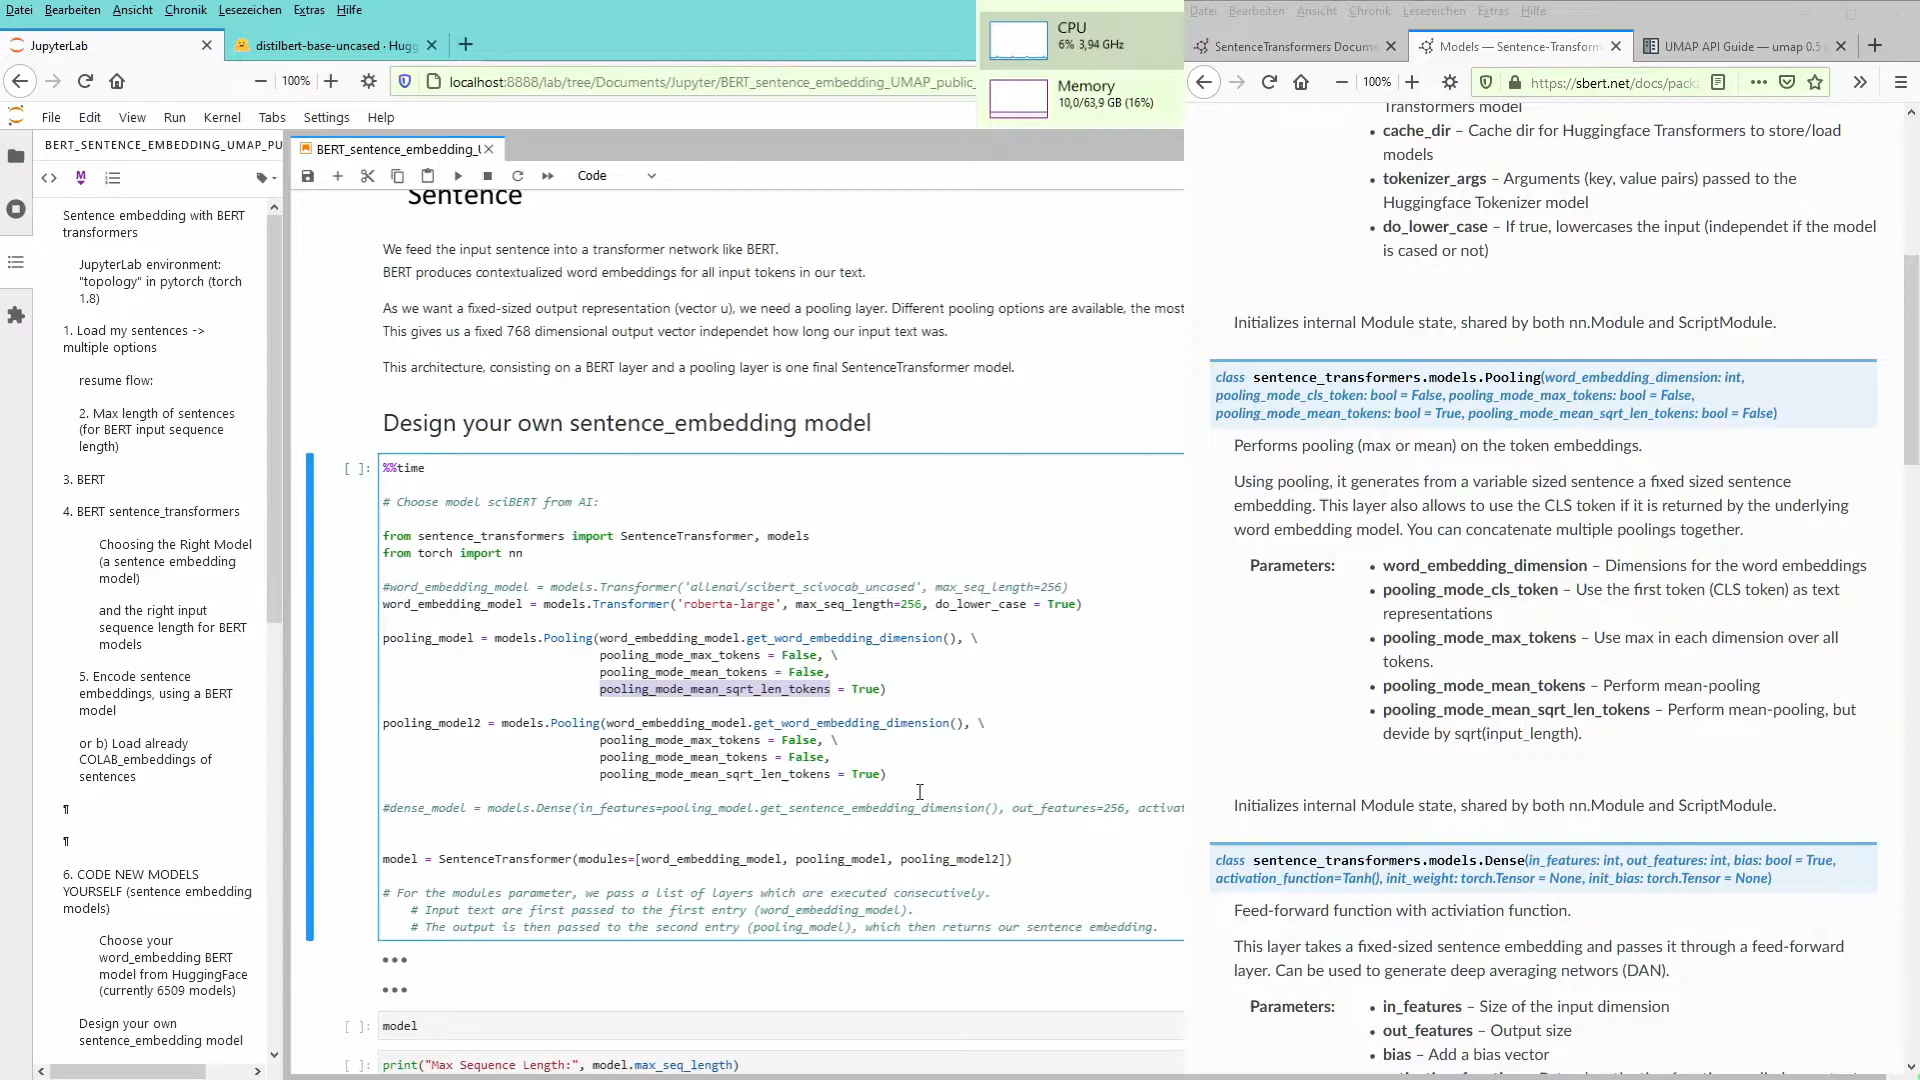 Datei Bearbeiten Ansicht Chronik Lesezeichen Extras Hilfe
JupyterLab
distilbert-base-uncased · Hugg
100%
localhost:8888/lab/tree/Documents/Jupyter/BERT_sentence_embedding_UMAP_public_
CPU
6% 3,94 GHz
Memory
10,0/63,9 GB (16%)
File Edit View Run Kernel Tabs Settings Help
BERT_SENTENCE_EMBEDDING_UMAP_PU
Sentence embedding with BERT
transformers
JupyterLab environment:
"topology" in pytorch (torch
1.8)
1. Load my sentences ->
multiple options
resume flow:
2. Max length of sentences
(for BERT input sequence
length)
3. BERT
4. BERT sentence_transformers
Choosing the Right Model
(a sentence embedding
model)
and the right input
sequence length for BERT
models
5. Encode sentence
embeddings, using a BERT
model
or b) Load already
COLAB_embeddings of
sentences
¶
¶
6. CODE NEW MODELS
YOURSELF (sentence embedding
models)
Choose your
word_embedding BERT
model from HuggingFace
(currently 6509 models)
Design your own
sentence_embedding model
BERT_sentence_embedding_U
Code
Sentence
We feed the input sentence into a transformer network like BERT.
BERT produces contextualized word embeddings for all input tokens in our text.
As we want a fixed-sized output representation (vector u), we need a pooling layer. Different pooling options are available, the most
This gives us a fixed 768 dimensional output vector independet how long our input text was.
This architecture, consisting on a BERT layer and a pooling layer is one final SentenceTransformer model.
Design your own sentence_embedding model
[ ]: %%time
# Choose model sciBERT from AI:
from sentence_transformers import SentenceTransformer, models
from torch import nn
#word_embedding_model = models.Transformer('allenai/scibert_scivocab_uncased', max_seq_length=256)
word_embedding_model = models.Transformer('roberta-large', max_seq_length=256, do_lower_case = True)
pooling_model = models.Pooling(word_embedding_model.get_word_embedding_dimension(), \
pooling_mode_max_tokens = False, \
pooling_mode_mean_tokens = False,
pooling_mode_mean_sqrt_len_tokens = True)
pooling_model2 = models.Pooling(word_embedding_model.get_word_embedding_dimension(), \
pooling_mode_max_tokens = False, \
pooling_mode_mean_tokens = False,
pooling_mode_mean_sqrt_len_tokens = True)
#dense_model = models.Dense(in_features=pooling_model.get_sentence_embedding_dimension(), out_features=256, activat
model = SentenceTransformer(modules=[word_embedding_model, pooling_model, pooling_model2])
# For the modules parameter, we pass a list of layers which are executed consecutively.
# Input text are first passed to the first entry (word_embedding_model).
# The output is then passed to the second entry (pooling_model), which then returns our sentence embedding.
[ ]: model
[ ]: print("Max Sequence Length:", model.max_seq_length)
Datei Bearbeiten Ansicht Chronik Lesezeichen Extras Hilfe
SentenceTransformers Docume
Models — Sentence-Transform
UMAP API Guide — umap 0.5
100%
https://sbert.net/docs/packa
Transformers model
• cache_dir – Cache dir for Huggingface Transformers to store/load
models
• tokenizer_args – Arguments (key, value pairs) passed to the
Huggingface Tokenizer model
• do_lower_case – If true, lowercases the input (independet if the model
is cased or not)
Initializes internal Module state, shared by both nn.Module and ScriptModule.
class sentence_transformers.models.Pooling(word_embedding_dimension: int,
pooling_mode_cls_token: bool = False, pooling_mode_max_tokens: bool = False,
pooling_mode_mean_tokens: bool = True, pooling_mode_mean_sqrt_len_tokens: bool = False)
Performs pooling (max or mean) on the token embeddings.
Using pooling, it generates from a variable sized sentence a fixed sized sentence
embedding. This layer also allows to use the CLS token if it is returned by the underlying
word embedding model. You can concatenate multiple poolings together.
Parameters:
• word_embedding_dimension – Dimensions for the word embeddings
• pooling_mode_cls_token – Use the first token (CLS token) as text
representations
• pooling_mode_max_tokens – Use max in each dimension over all
tokens.
• pooling_mode_mean_tokens – Perform mean-pooling
• pooling_mode_mean_sqrt_len_tokens – Perform mean-pooling, but
devide by sqrt(input_length).
Initializes internal Module state, shared by both nn.Module and ScriptModule.
class sentence_transformers.models.Dense(in_features: int, out_features: int, bias: bool = True,
activation_function=Tanh(), init_weight: torch.Tensor = None, init_bias: torch.Tensor = None)
Feed-forward function with activiation function.
This layer takes a fixed-sized sentence embedding and passes it through a feed-forward
layer. Can be used to generate deep averaging networs (DAN).
Parameters:
• in_features – Size of the input dimension
• out_features – Output size
• bias – Add a bias vector